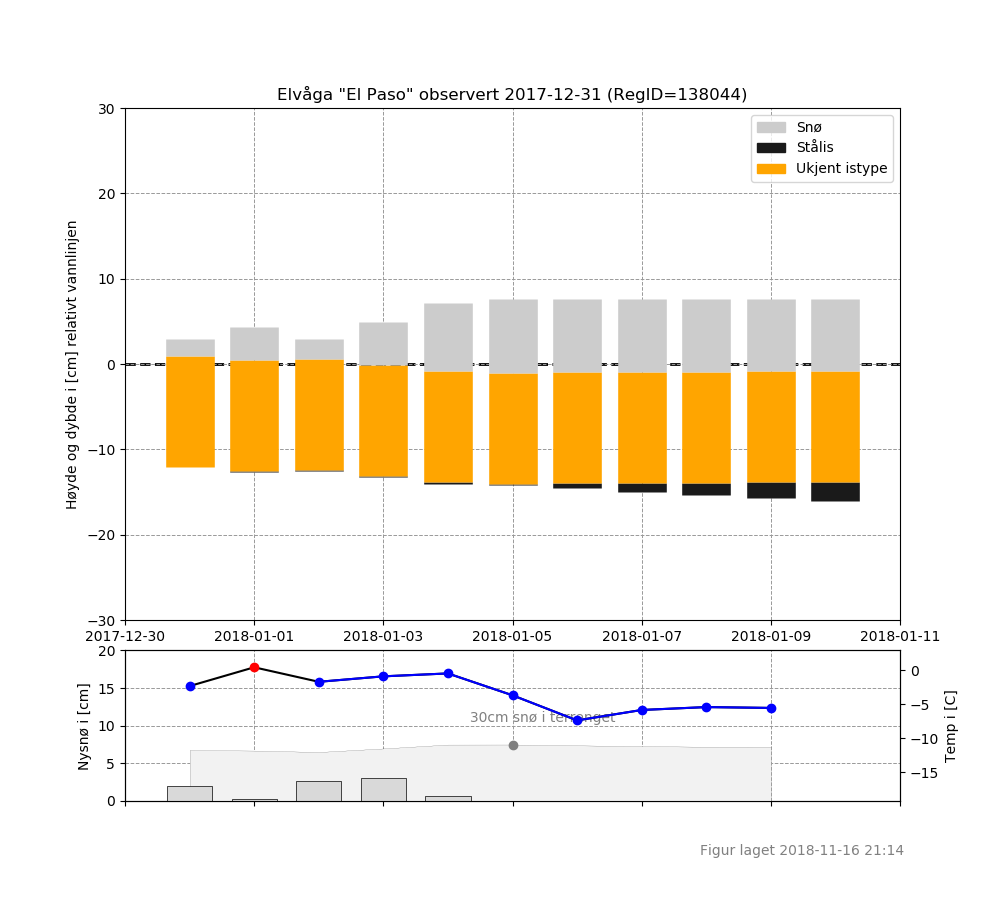 Elvåga "El Paso" observert 2017-12-31 (RegID=138044)
Høyde og dybde i [cm] relativt vannlinjen
30
20
10
0
−10
−20
−30
Snø
Stålis
Ukjent istype
2017-12-30 2018-01-01 2018-01-03 2018-01-05 2018-01-07 2018-01-09 2018-01-11
Nysnø i [cm]
20
15
10
5
0
30cm snø i terrenget
0
−5
−10
−15
Temp i [C]
Figur laget 2018-11-16 21:14